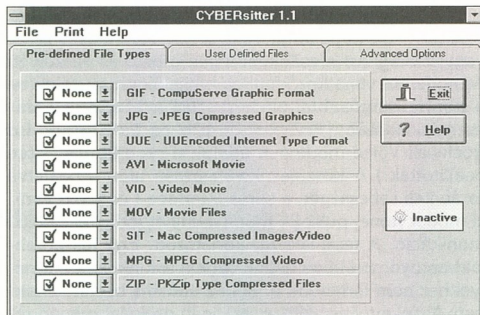 CYBERsitter 1.1
File Print Help
Pre-defined File Types User Defined Files Advanced Options
None GIF - CompuServe Graphic Format
None JPG - JPEG Compressed Graphics
None UUE - UUEncoded Internet Type Format
None AVI - Microsoft Movie
None VID - Video Movie
None MOV - Movie Files
None SIT - Mac Compressed Images/Video
None MPG - MPEG Compressed Video
None ZIP - PKZip Type Compressed Files
Exit
? Help
Inactive